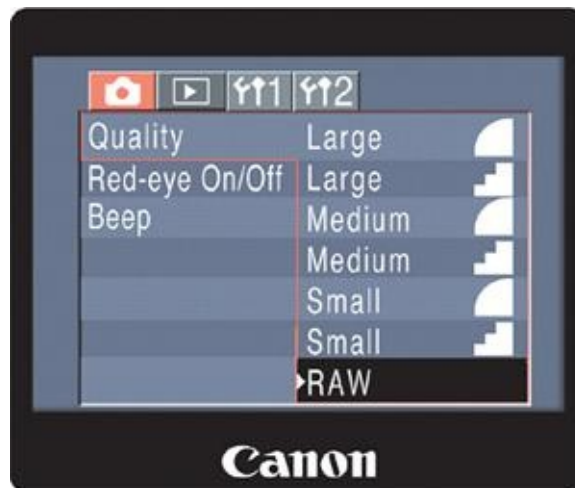 1 2
Quality Large
Red-eye On/Off Large
Beep Medium
Medium
Small
Small
RAW
Canon